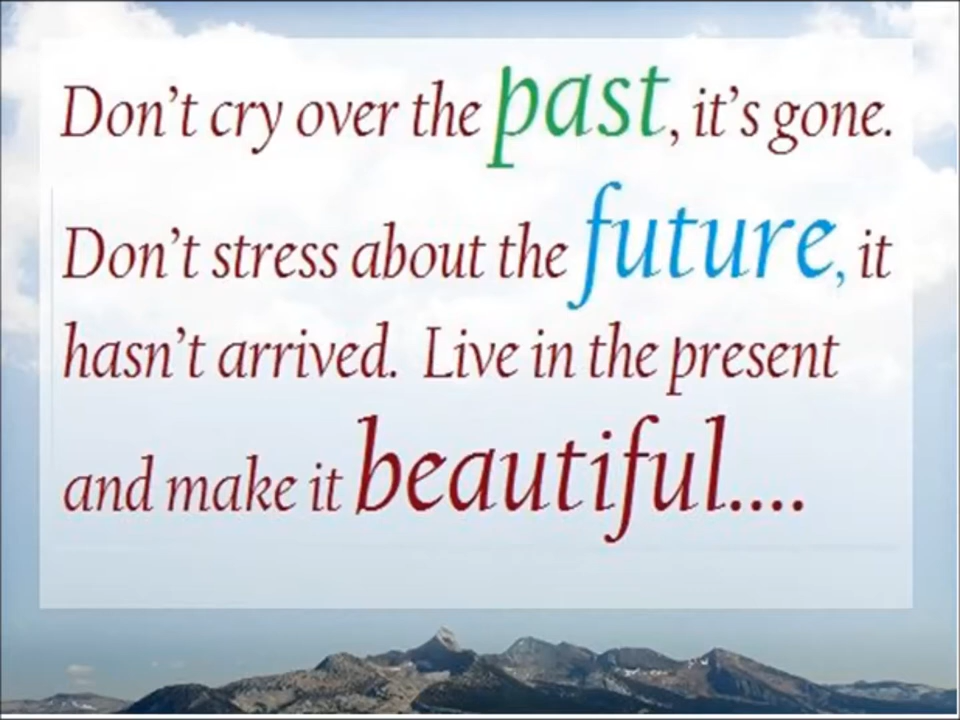 Don't cry over the past, it's gone.
Don't stress about the future, it
hasn't arrived. Live in the present
and make it beautiful....